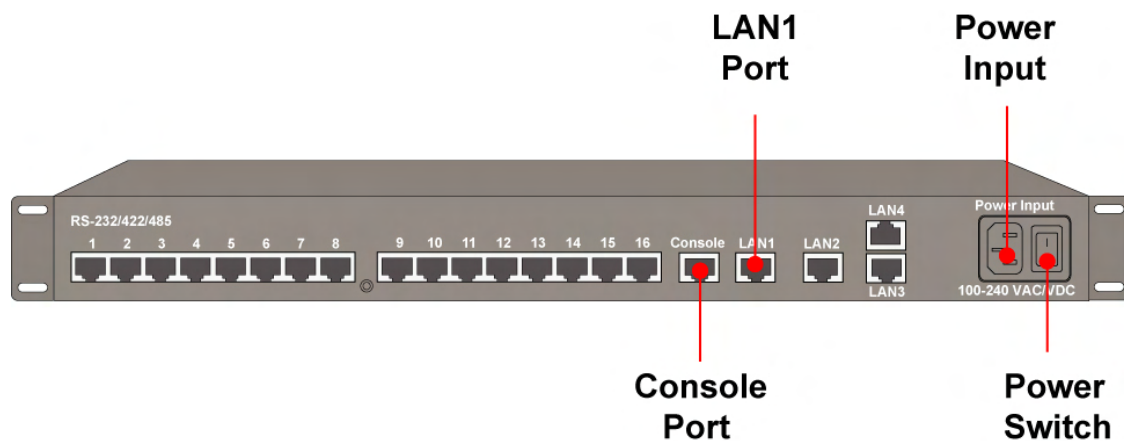 LAN1
Port
Power
Input
RS-232/422/485
1 2 3 4 5 6 7 8
9 10 11 12 13 14 15 16
Console
LAN1
LAN2
LAN4
LAN3
Power Input
100-240 VAC/VDC
Console
Port
Power
Switch